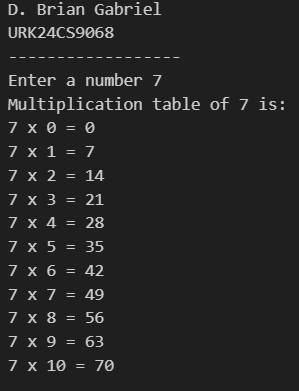 D. Brian Gabriel
URK24CS9068
------------------
Enter a number 7
Multiplication table of 7 is:
7 x 0 = 0
7 x 1 = 7
7 x 2 = 14
7 x 3 = 21
7 x 4 = 28
7 x 5 = 35
7 x 6 = 42
7 x 7 = 49
7 x 8 = 56
7 x 9 = 63
7 x 10 = 70